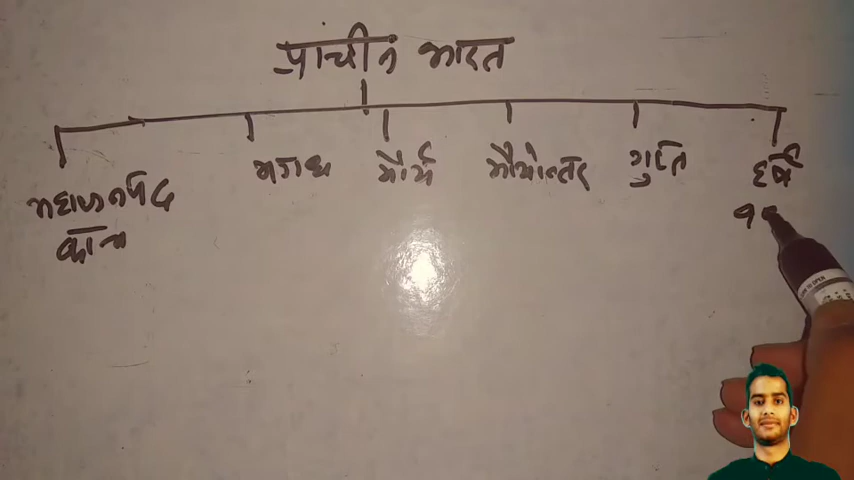 प्राचीन भारत
महाजनपद काल
मगध
मौर्य
मौर्योत्तर
गुप्त
हर्ष